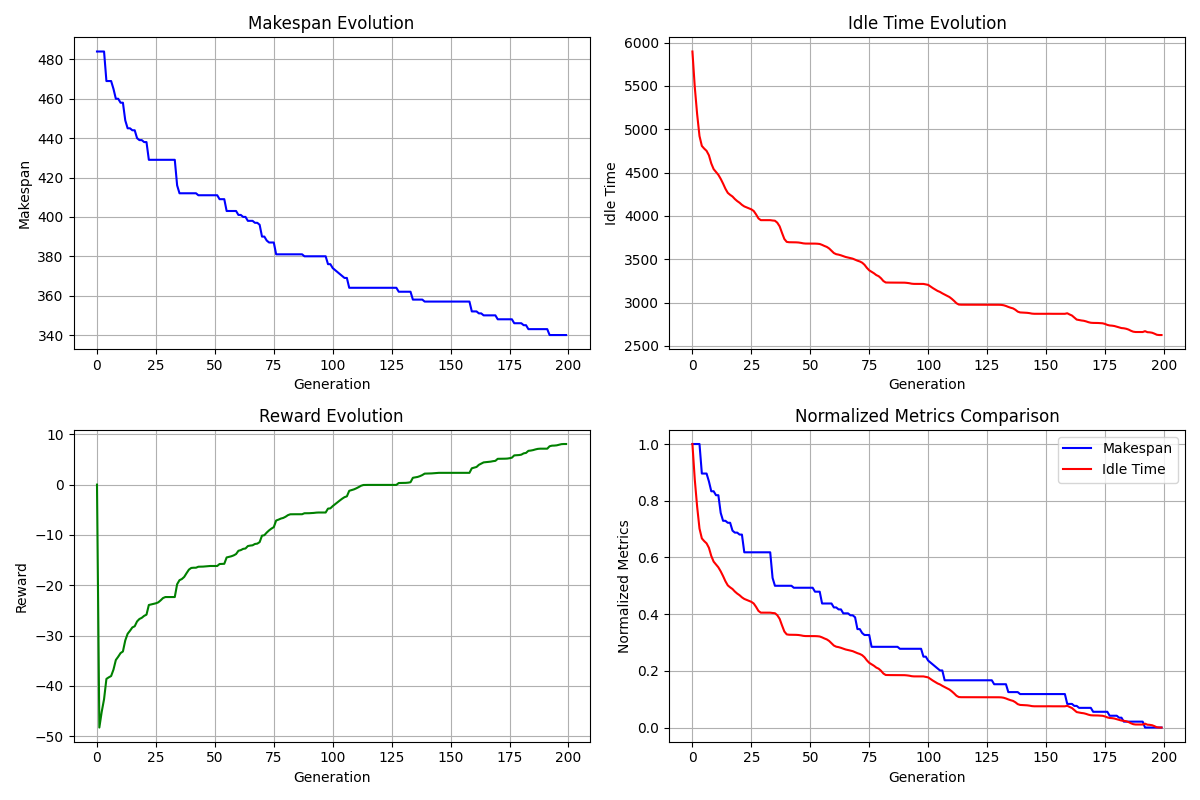 Makespan Evolution
480
460
440
420
400
380
360
340
Makespan
0 25 50 75 100 125 150 175 200
Generation
Idle Time Evolution
6000
5500
5000
4500
4000
3500
3000
2500
Idle Time
0 25 50 75 100 125 150 175 200
Generation
Reward Evolution
10
0
−10
−20
−30
−40
−50
Reward
0 25 50 75 100 125 150 175 200
Generation
Normalized Metrics Comparison
1.0
0.8
0.6
0.4
0.2
0.0
Normalized Metrics
Makespan
Idle Time
0 25 50 75 100 125 150 175 200
Generation